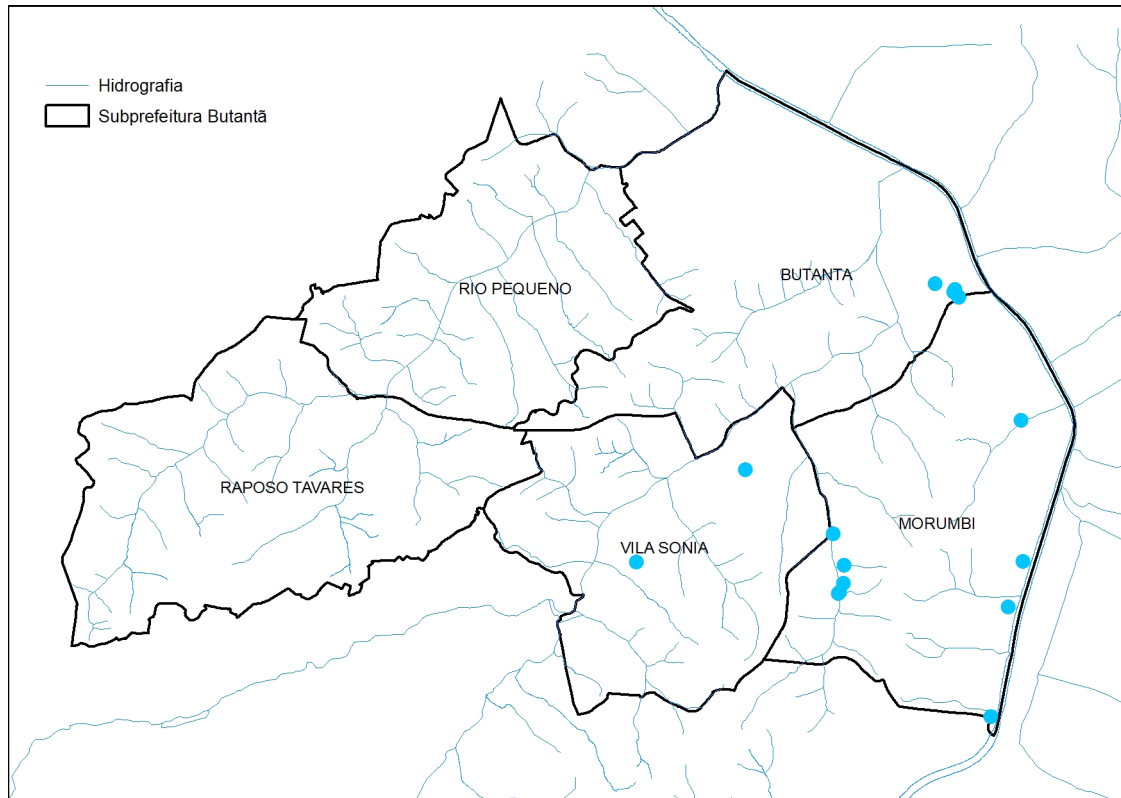 Hidrografia
Subprefeitura Butantã
BUTANTA
RIO PEQUENO
RAPOSO TAVARES
MORUMBI
VILA SONIA